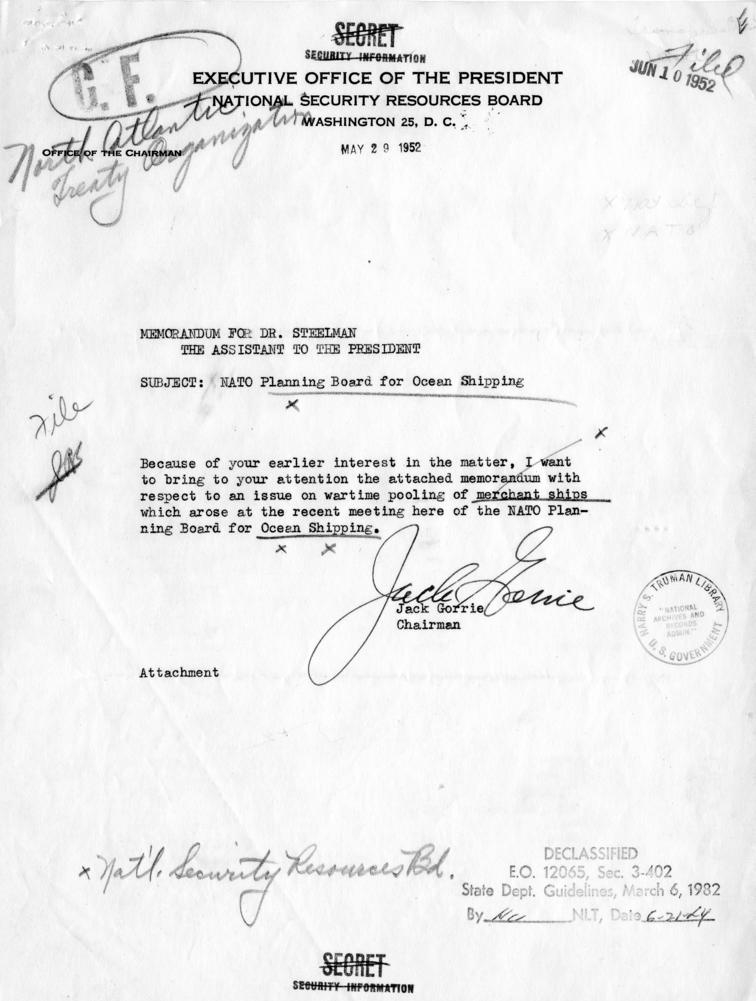 SECRET
SECURITY INFORMATION
EXECUTIVE OFFICE OF THE PRESIDENT
NATIONAL SECURITY RESOURCES BOARD
WASHINGTON 25, D. C.
Filed
JUN 10 1952
C. F.
North Atlantic
Treaty Organization
OFFICE OF THE CHAIRMAN
MAY 29 1952
x NATO
MEMORANDUM FOR DR. STEELMAN
THE ASSISTANT TO THE PRESIDENT
SUBJECT: NATO Planning Board for Ocean Shipping
x
File
x
Because of your earlier interest in the matter, I want
to bring to your attention the attached memorandum with
respect to an issue on wartime pooling of merchant ships
which arose at the recent meeting here of the NATO Plan-
ning Board for Ocean Shipping.
x x
Jack Gorrie
Jack Gorrie
Chairman
HARRY S. TRUMAN LIBRARY
"NATIONAL
ARCHIVES AND
RECORDS
ADMIN."
U. S. GOVERNMENT
Attachment
x Nat'l. Security Resources Bd.
DECLASSIFIED
E.O. 12065, Sec. 3-402
State Dept. Guidelines, March 6, 1982
By NLT, Date 6-21-84
SECRET
SECURITY INFORMATION